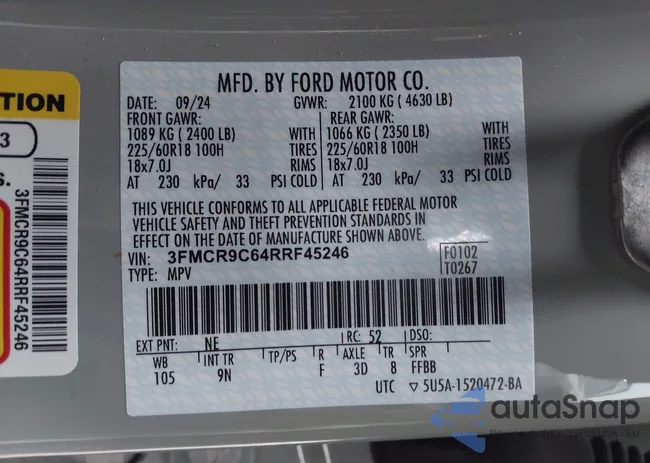 TION
3
s.
3FMCR9C64RRF45246
MFD. BY FORD MOTOR CO.
DATE: 09/24 GVWR: 2100 KG ( 4630 LB)
FRONT GAWR: REAR GAWR:
1089 KG ( 2400 LB) WITH 1066 KG ( 2350 LB) WITH
225/60R18 100H TIRES 225/60R18 100H TIRES
18x7.0J RIMS 18x7.0J RIMS
AT 230 kPa/ 33 PSI COLD AT 230 kPa/ 33 PSI COLD
THIS VEHICLE CONFORMS TO ALL APPLICABLE FEDERAL MOTOR
VEHICLE SAFETY AND THEFT PREVENTION STANDARDS IN
EFFECT ON THE DATE OF MANUFACTURE SHOWN ABOVE.
VIN: 3FMCR9C64RRF45246 F0102
TYPE: MPV T0267
EXT PNT: NE RC: 52 DSO:
WB INT TR TP/PS R AXLE TR SPR
105 9N F 3D 8 FFBB
UTC ▽ 5U5A-1520472-BA
autaSnap